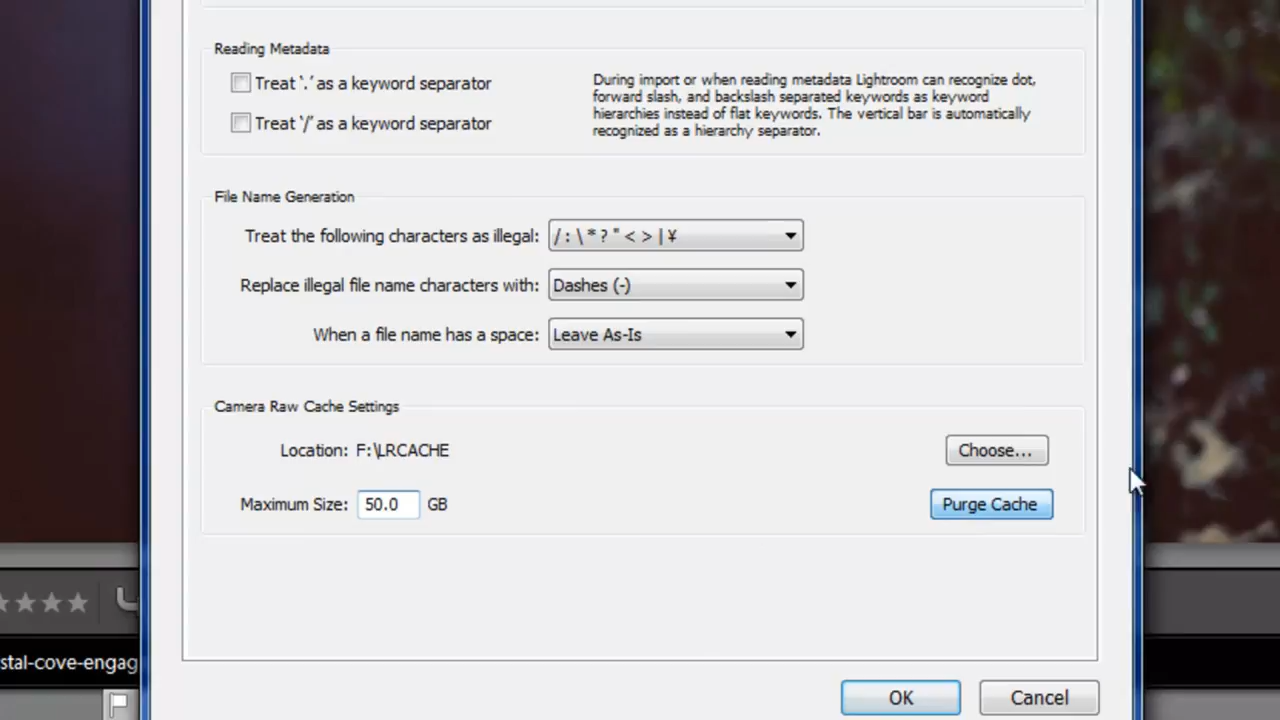 Reading Metadata
Treat '.' as a keyword separator
Treat '/' as a keyword separator
During import or when reading metadata Lightroom can recognize dot,
forward slash, and backslash separated keywords as keyword
hierarchies instead of flat keywords. The vertical bar is automatically
recognized as a hierarchy separator.
File Name Generation
Treat the following characters as illegal: / : \ * ? " < > | ¥
Replace illegal file name characters with: Dashes (-)
When a file name has a space: Leave As-Is
Camera Raw Cache Settings
Location: F:\LRCACHE
Choose...
Maximum Size: 50.0 GB
Purge Cache
stal-cove-engag
OK
Cancel